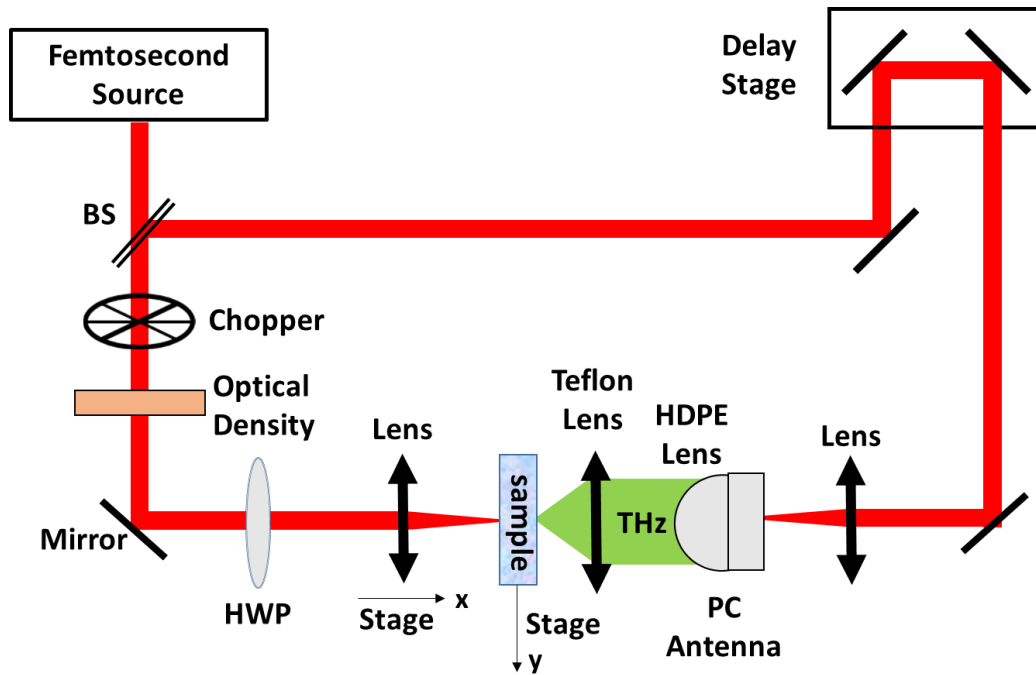 Femtosecond
Source
Delay
Stage
BS
Chopper
Optical
Density
Teflon
Lens
HDPE
Lens
Lens
Lens
sample
THz
Mirror
HWP
Stage
x
Stage
y
PC
Antenna